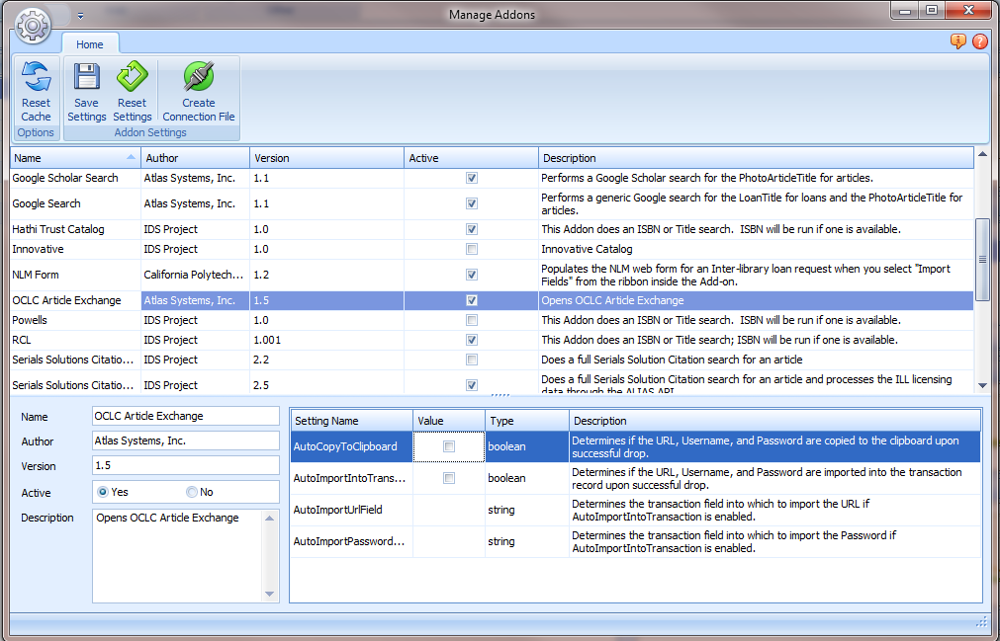 Manage Addons
Home
Reset Cache
Save Settings
Reset Settings
Create Connection File
Options
Addon Settings
Name Author Version Active Description
Google Scholar Search Atlas Systems, Inc. 1.1 Performs a Google Scholar search for the PhotoArticleTitle for articles.
Google Search Atlas Systems, Inc. 1.1 Performs a generic Google search for the LoanTitle for loans and the PhotoArticleTitle for
articles.
Hathi Trust Catalog IDS Project 1.0 This Addon does an ISBN or Title search. ISBN will be run if one is available.
Innovative IDS Project 1.0 Innovative Catalog
NLM Form California Polytech... 1.2 Populates the NLM web form for an Inter-library loan request when you select "Import
Fields" from the ribbon inside the Add-on.
OCLC Article Exchange Atlas Systems, Inc. 1.5 Opens OCLC Article Exchange
Powells IDS Project 1.0 This Addon does an ISBN or Title search. ISBN will be run if one is available.
RCL IDS Project 1.001 This Addon does an ISBN or Title search; ISBN will be run if one is available.
Serials Solutions Citatio... IDS Project 2.2 Does a full Serials Solution Citation search for an article
Serials Solutions Citatio... IDS Project 2.5 Does a full Serials Solution Citation search for an article and processes the ILL licensing
data through the ALIAS API
Name OCLC Article Exchange
Author Atlas Systems, Inc.
Version 1.5
Active Yes No
Description Opens OCLC Article Exchange
Setting Name Value Type Description
AutoCopyToClipboard boolean Determines if the URL, Username, and Password are copied to the clipboard upon
successful drop.
AutoImportIntoTrans... boolean Determines if the URL, Username, and Password are imported into the transaction
record upon successful drop.
AutoImportUrlField string Determines the transaction field into which to import the URL if
AutoImportIntoTransaction is enabled.
AutoImportPassword... string Determines the transaction field into which to import the Password if
AutoImportIntoTransaction is enabled.